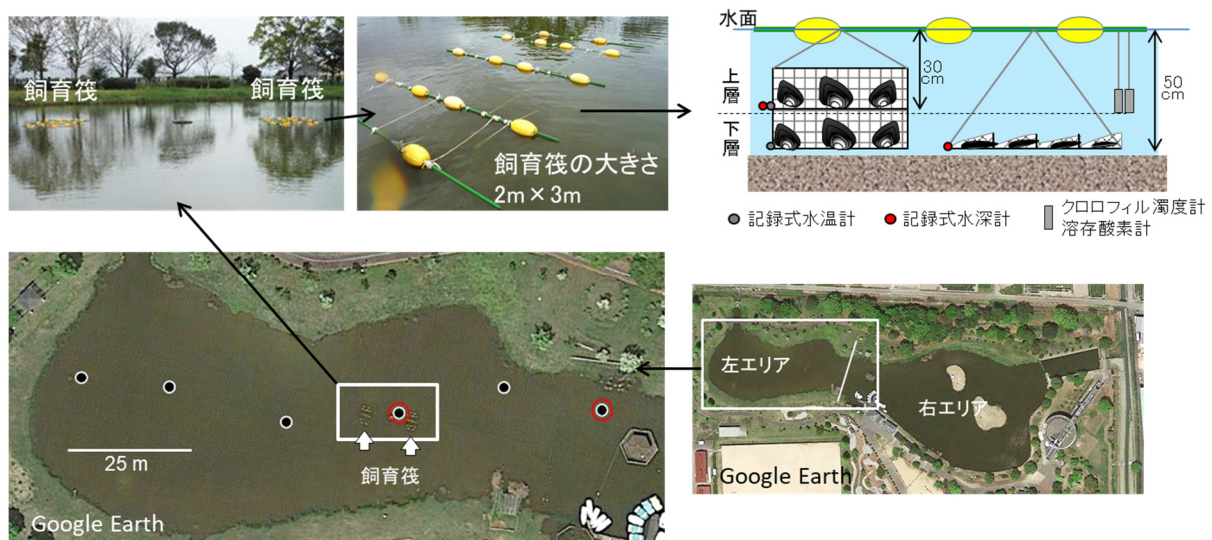 飼育筏
飼育筏
飼育筏の大きさ
2m×3m
水面
上層
下層
30
cm
50
cm
記録式水温計
記録式水深計
クロロフィル濁度計
溶存酸素計
25 m
飼育筏
Google Earth
左エリア
右エリア
Google Earth